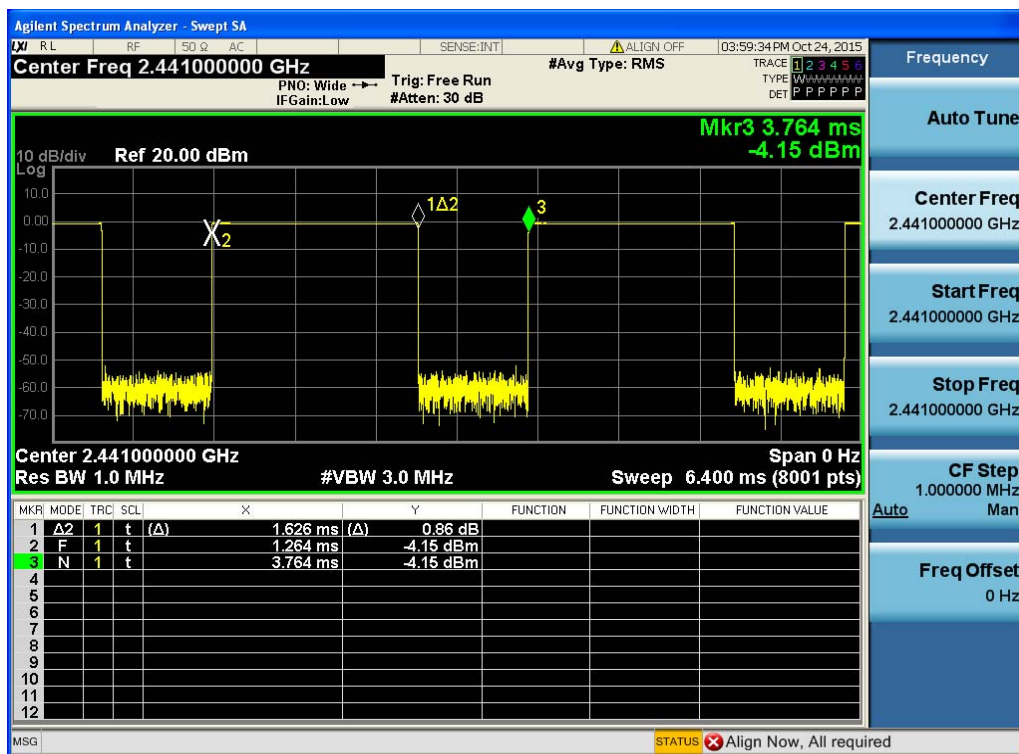 Agilent Spectrum Analyzer - Swept SA
LXI RL RF 50 Ω AC SENSE:INT ALIGN OFF 03:59:34 PM Oct 24, 2015
Center Freq 2.441000000 GHz
PNO: Wide
IFGain:Low
Trig: Free Run
#Atten: 30 dB
#Avg Type: RMS
TRACE 1 2 3 4 5 6
TYPE WWWWWW
DET P P P P P P
Mkr3 3.764 ms
-4.15 dBm
10 dB/div Ref 20.00 dBm
Log
10.0
0.00
-10.0
-20.0
-30.0
-40.0
-50.0
-60.0
-70.0
X2
1Δ2
3
Center 2.441000000 GHz Span 0 Hz
Res BW 1.0 MHz #VBW 3.0 MHz Sweep 6.400 ms (8001 pts)
MKR MODE TRC SCL X Y FUNCTION FUNCTION WIDTH FUNCTION VALUE
1 Δ2 1 t (Δ) 1.626 ms (Δ) 0.86 dB
2 F 1 t 1.264 ms -4.15 dBm
3 N 1 t 3.764 ms -4.15 dBm
4
5
6
7
8
9
10
11
12
MSG STATUS Align Now, All required
Frequency
Auto Tune
Center Freq
2.441000000 GHz
Start Freq
2.441000000 GHz
Stop Freq
2.441000000 GHz
CF Step
1.000000 MHz
Auto Man
Freq Offset
0 Hz